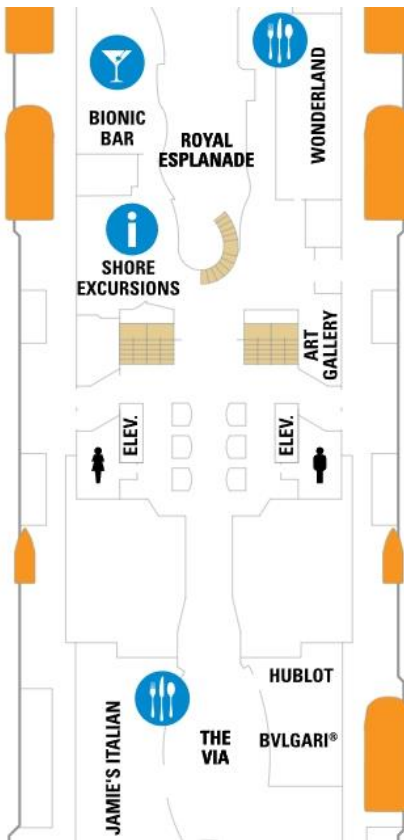 BIONIC
BAR
ROYAL
ESPLANADE
WONDERLAND
i
SHORE
EXCURSIONS
ART
GALLERY
ELEV.
ELEV.
HUBLOT
JAMIE'S ITALIAN
THE
VIA
BVLGARI®